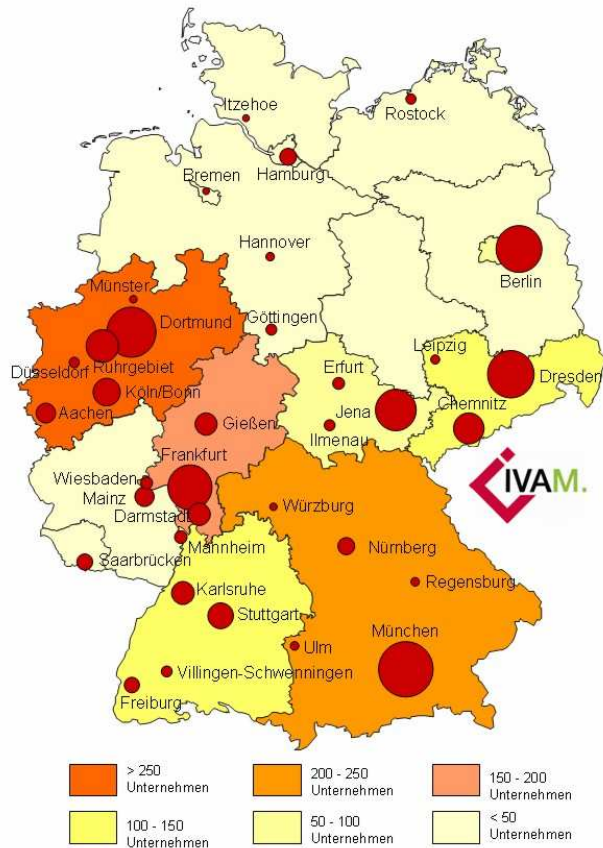 Itzehoe
Rostock
Hamburg
Bremen
Hannover
Berlin
Münster
Göttingen
Dortmund
Leipzig
Düsseldorf
Ruhrgebiet
Erfurt
Dresden
Köln/Bonn
Jena
Chemnitz
Aachen
Gießen
Ilmenau
Frankfurt
IVAM.
Wiesbaden
Mainz
Würzburg
Darmstadt
Mannheim
Nürnberg
Saarbrücken
Regensburg
Karlsruhe
Stuttgart
München
Ulm
Villingen-Schwenningen
Freiburg
> 250
Unternehmen
200 - 250
Unternehmen
150 - 200
Unternehmen
100 - 150
Unternehmen
50 - 100
Unternehmen
< 50
Unternehmen